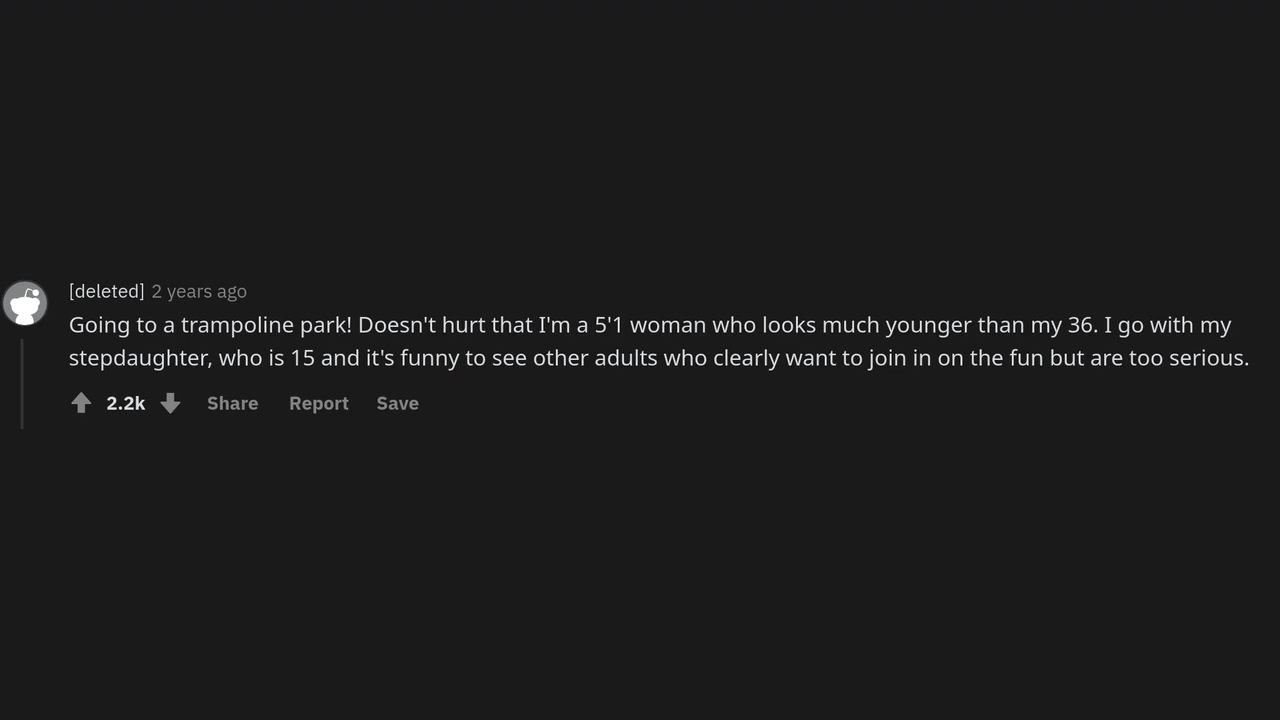 [deleted] 2 years ago
Going to a trampoline park! Doesn't hurt that I'm a 5'1 woman who looks much younger than my 36. I go with my
stepdaughter, who is 15 and it's funny to see other adults who clearly want to join in on the fun but are too serious.
2.2k Share Report Save